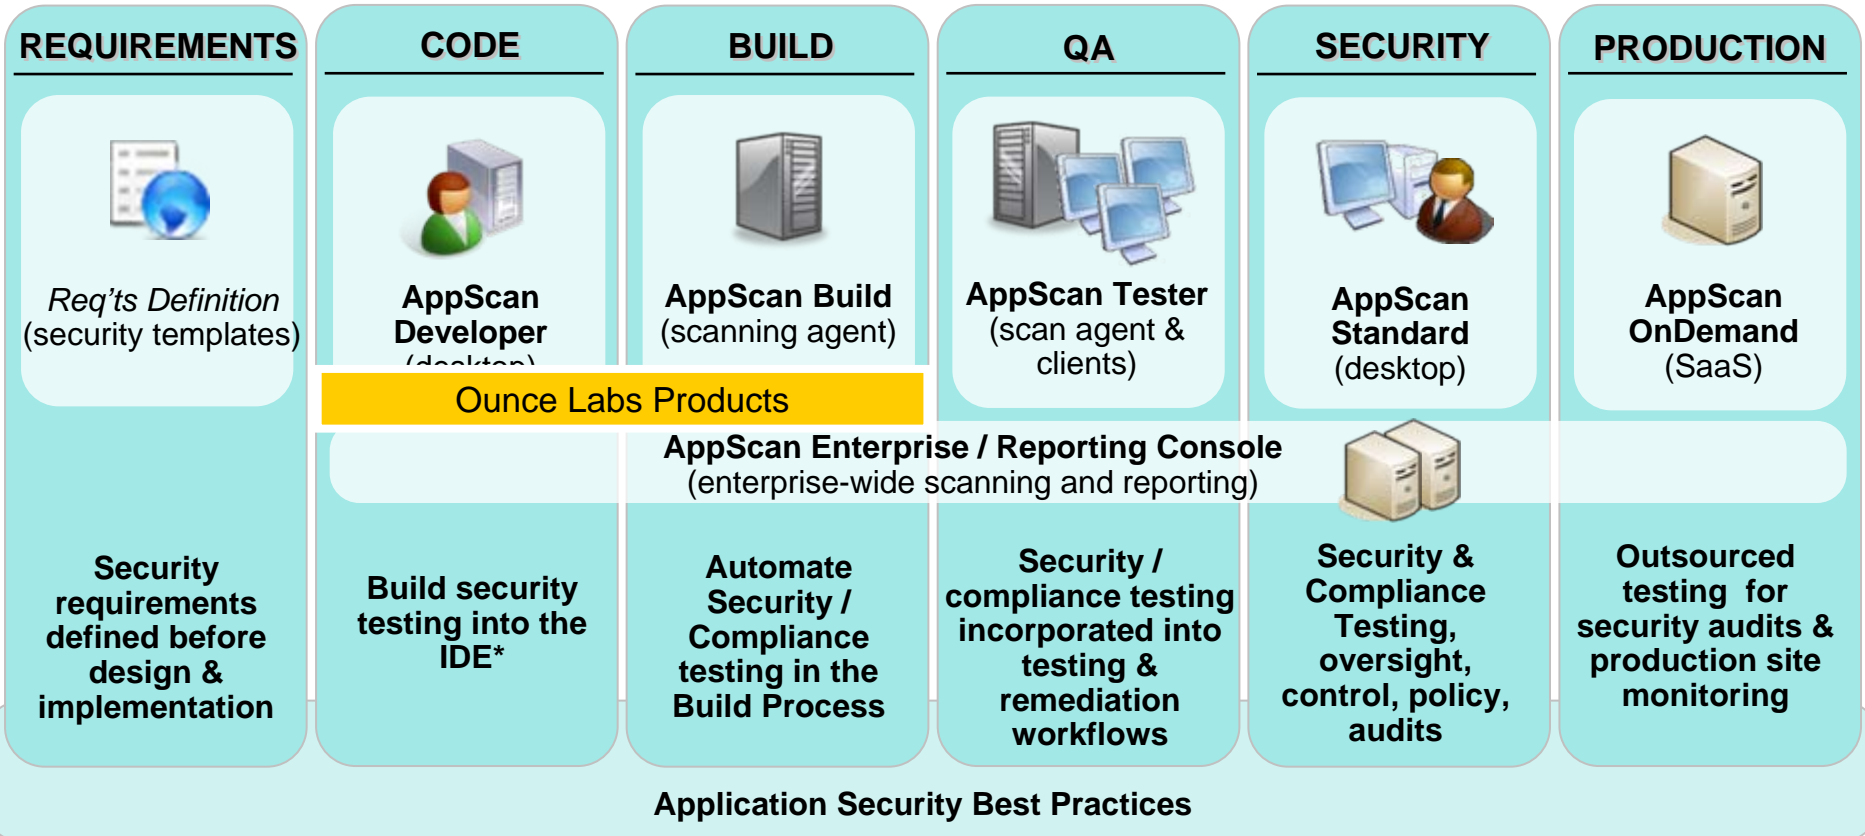 REQUIREMENTS
Req'ts Definition
(security templates)
Security
requirements
defined before
design &
implementation
CODE
AppScan
Developer
(desktop)
Build security
testing into the
IDE*
BUILD
AppScan Build
(scanning agent)
Automate
Security /
Compliance
testing in the
Build Process
QA
AppScan Tester
(scan agent &
clients)
Security /
compliance testing
incorporated into
testing &
remediation
workflows
SECURITY
AppScan
Standard
(desktop)
Security &
Compliance
Testing,
oversight,
control, policy,
audits
PRODUCTION
AppScan
OnDemand
(SaaS)
Outsourced
testing for
security audits &
production site
monitoring
Ounce Labs Products
AppScan Enterprise / Reporting Console
(enterprise-wide scanning and reporting)
Application Security Best Practices